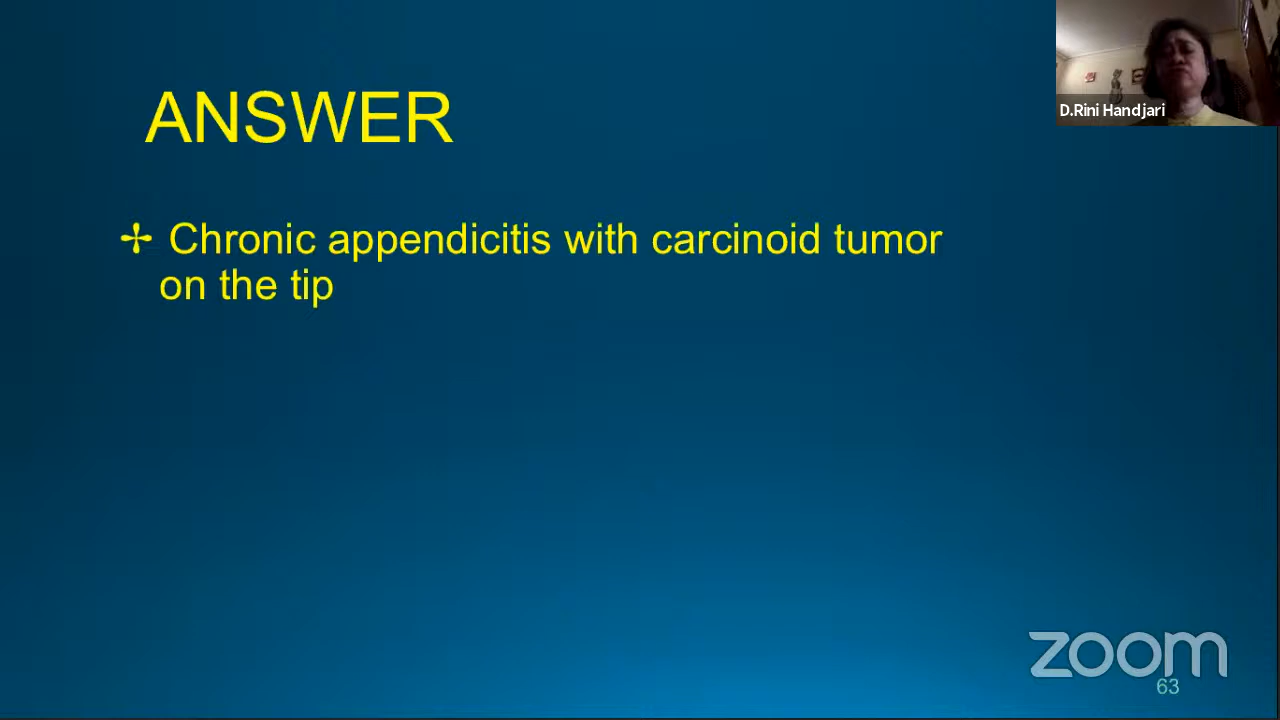 ANSWER
D.Rini Handjari
✢ Chronic appendicitis with carcinoid tumor
on the tip
zoom
63